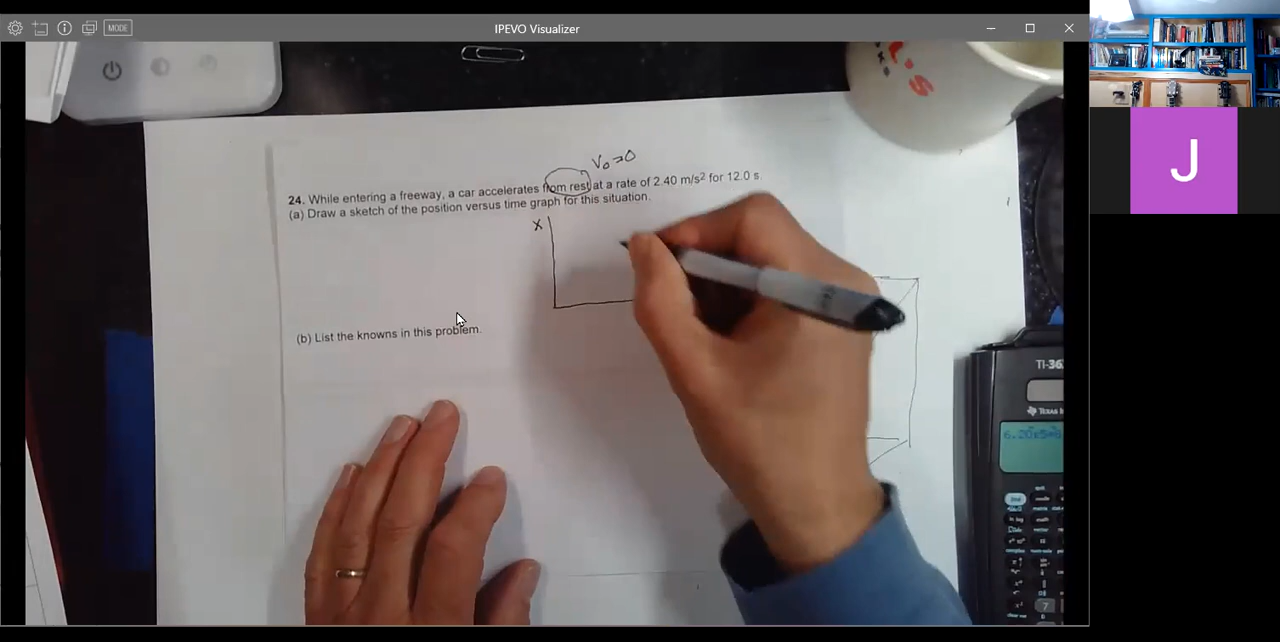 IPEVO Visualizer
MODE
V₀=0
24. While entering a freeway, a car accelerates from rest at a rate of 2.40 m/s² for 12.0 s.
(a) Draw a sketch of the position versus time graph for this situation.
x
(b) List the knowns in this problem.
J
TI-36
TEXAS
7